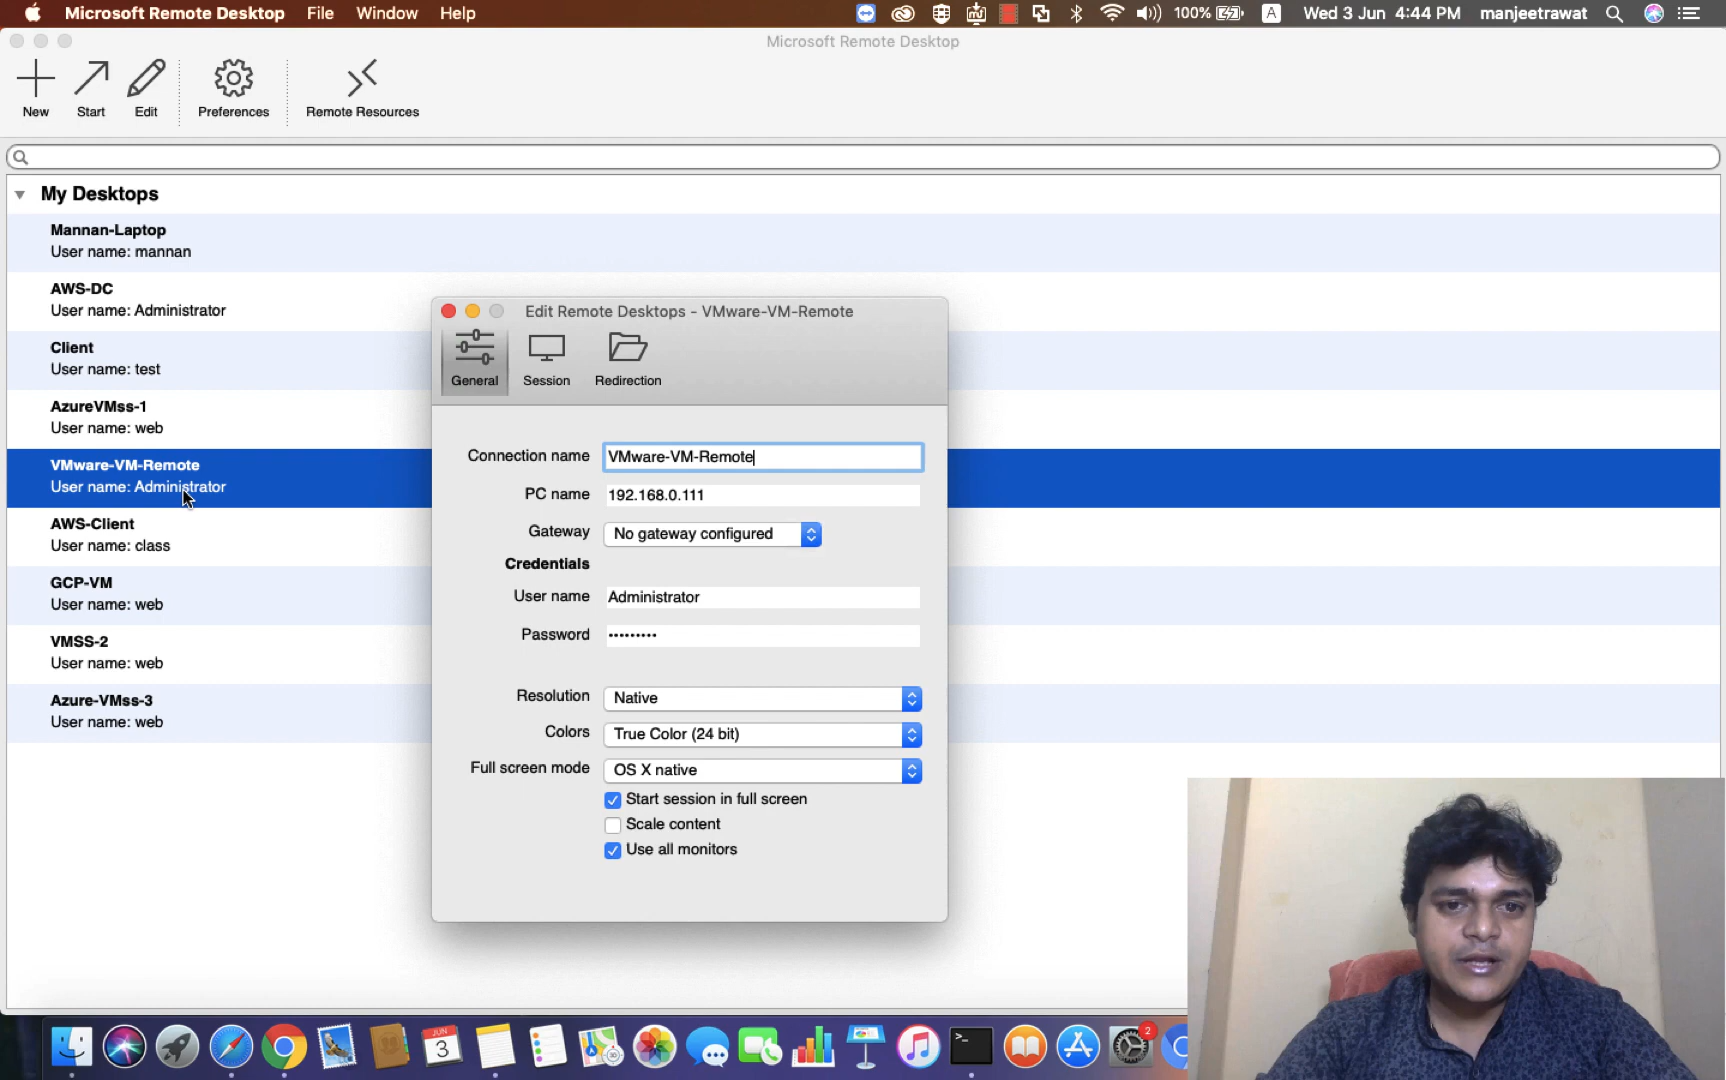 Microsoft Remote Desktop File Window Help 100% A Wed 3 Jun 4:44 PM manjeetrawat
Microsoft Remote Desktop
New Start Edit Preferences Remote Resources
My Desktops
Mannan-Laptop
User name: mannan
AWS-DC
User name: Administrator
Client
User name: test
AzureVMss-1
User name: web
VMware-VM-Remote
User name: Administrator
AWS-Client
User name: class
GCP-VM
User name: web
VMSS-2
User name: web
Azure-VMss-3
User name: web
Edit Remote Desktops - VMware-VM-Remote
General Session Redirection
Connection name VMware-VM-Remote
PC name 192.168.0.111
Gateway No gateway configured
Credentials
User name Administrator
Password •••••••••
Resolution Native
Colors True Color (24 bit)
Full screen mode OS X native
Start session in full screen
Scale content
Use all monitors
JUN
3
2